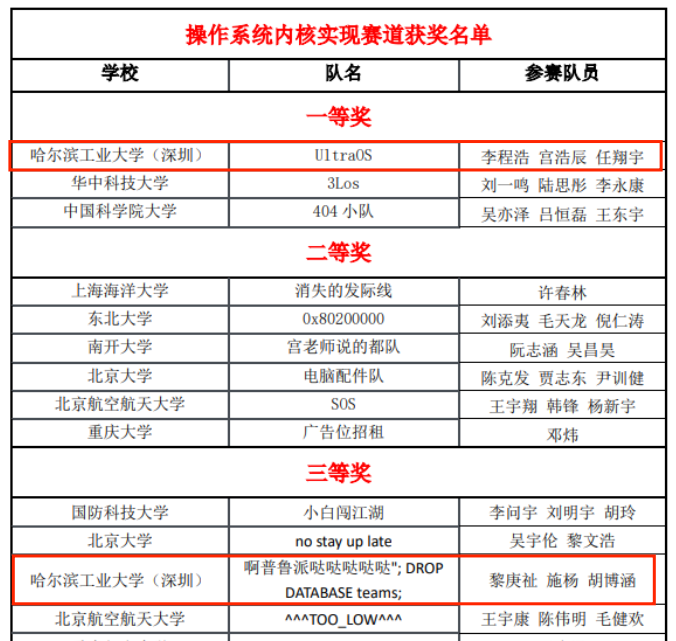 操作系统内核实现赛道获奖名单
学校 队名 参赛队员
一等奖
哈尔滨工业大学（深圳） UltraOS 李程浩 宫浩辰 任翔宇
华中科技大学 3Los 刘一鸣 陆思彤 李永康
中国科学院大学 404 小队 吴亦泽 吕恒磊 王东宇
二等奖
上海海洋大学 消失的发际线 许春林
东北大学 0x80200000 刘添夷 毛天龙 倪仁涛
南开大学 宫老师说的都队 阮志涵 吴昌昊
北京大学 电脑配件队 陈克发 贾志东 尹训健
北京航空航天大学 SOS 王宇翔 韩锋 杨新宇
重庆大学 广告位招租 邓炜
三等奖
国防科技大学 小白闯江湖 李问宇 刘明宇 胡玲
北京大学 no stay up late 吴宇伦 黎文浩
哈尔滨工业大学（深圳） 啊普鲁派哒哒哒哒哒"; DROP
DATABASE teams; 黎庚祉 施杨 胡博涵
北京航空航天大学 ^^^TOO_LOW^^^ 王宇康 陈伟明 毛健欢